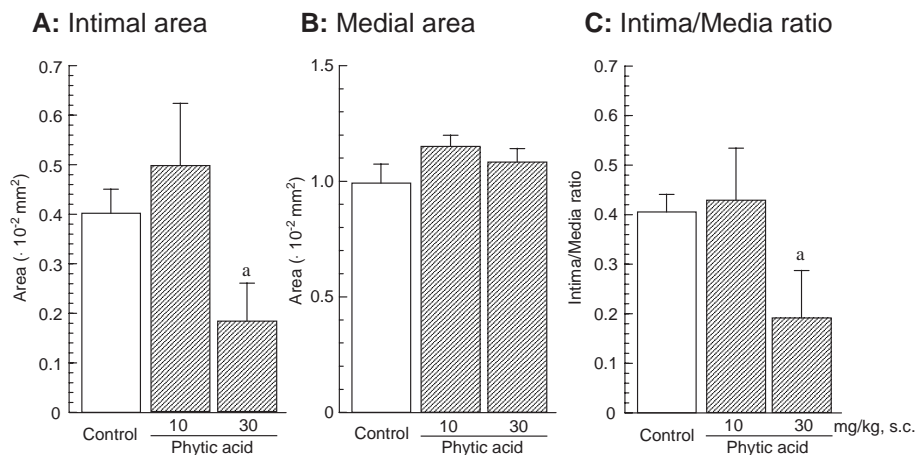 A: Intimal area
B: Medial area
C: Intima/Media ratio
0.7
0.6
0.5
0.4
0.3
0.2
0.1
0
Area (· 10⁻² mm²)
a
Control
10
30
Phytic acid
1.5
1.0
0.5
0
Area (· 10⁻² mm²)
Control
10
30
Phytic acid
0.7
0.6
0.5
0.4
0.3
0.2
0.1
0
Intima/Media ratio
a
Control
10
30
mg/kg, s.c.
Phytic acid